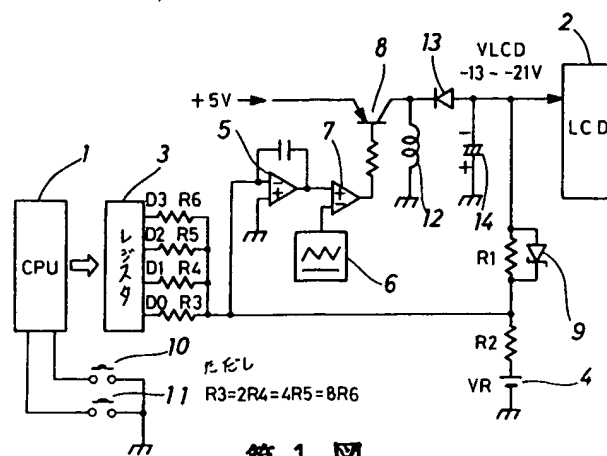 2
8
13
VLCD
-13~-21V
+5V
LCD
5
7
1
3
D3 R6
12
14
D2 R5
D1 R4
CPU
レジスタ
6
R1
D0 R3
9
10
R2
ただし
11
R3=2R4=4R5=8R6
VR
4
第1図